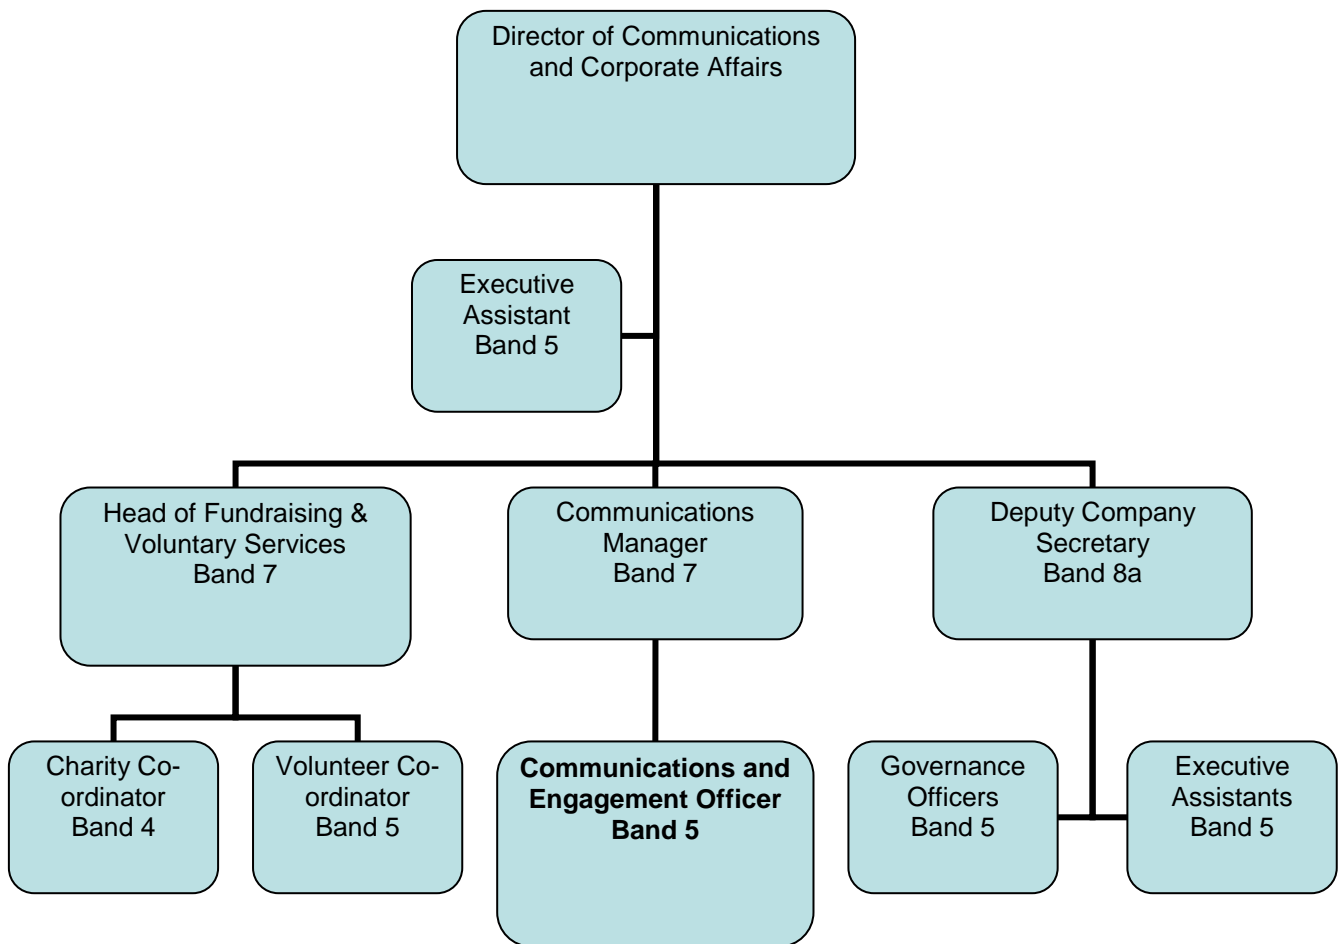 Director of Communications
and Corporate Affairs
Executive
Assistant
Band 5
Head of Fundraising &
Voluntary Services
Band 7
Communications
Manager
Band 7
Deputy Company
Secretary
Band 8a
Charity Co-
ordinator
Band 4
Volunteer Co-
ordinator
Band 5
Communications and
Engagement Officer
Band 5
Governance
Officers
Band 5
Executive
Assistants
Band 5